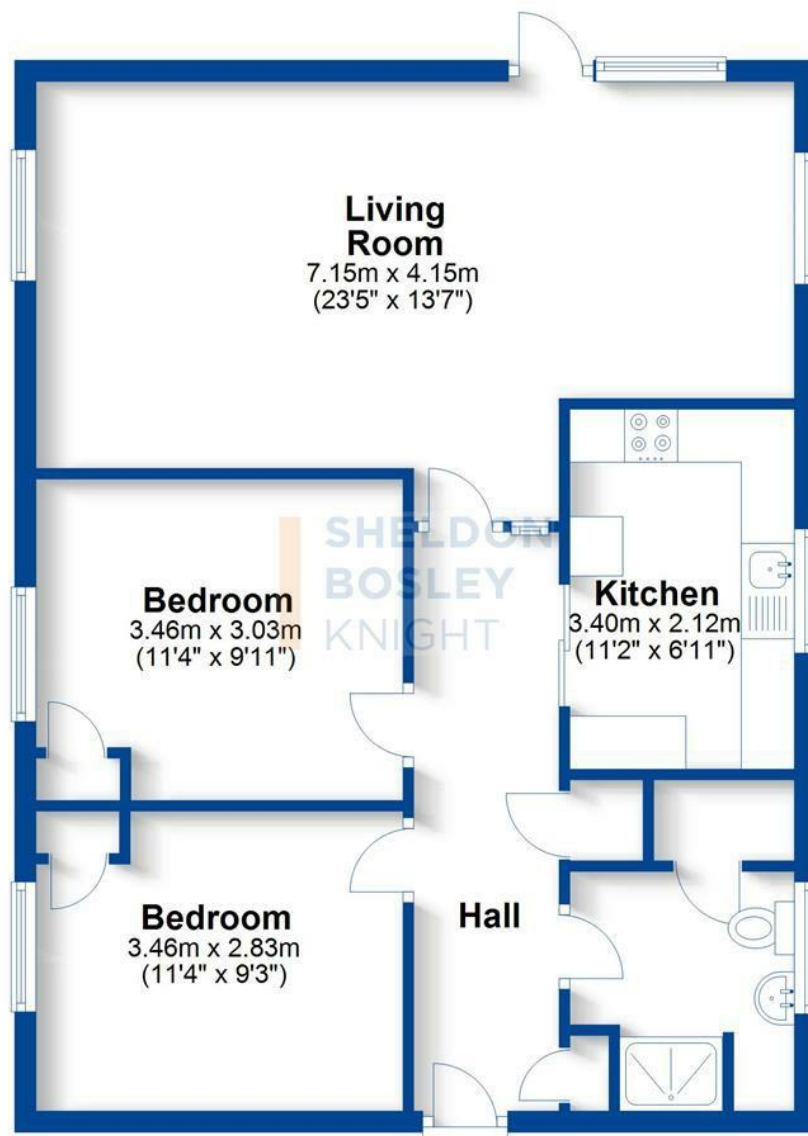 Living
Room
7.15m x 4.15m
(23'5" x 13'7")
SHELDON
BOSLEY
KNIGHT
Bedroom
3.46m x 3.03m
(11'4" x 9'11")
Kitchen
3.40m x 2.12m
(11'2" x 6'11")
Bedroom
3.46m x 2.83m
(11'4" x 9'3")
Hall